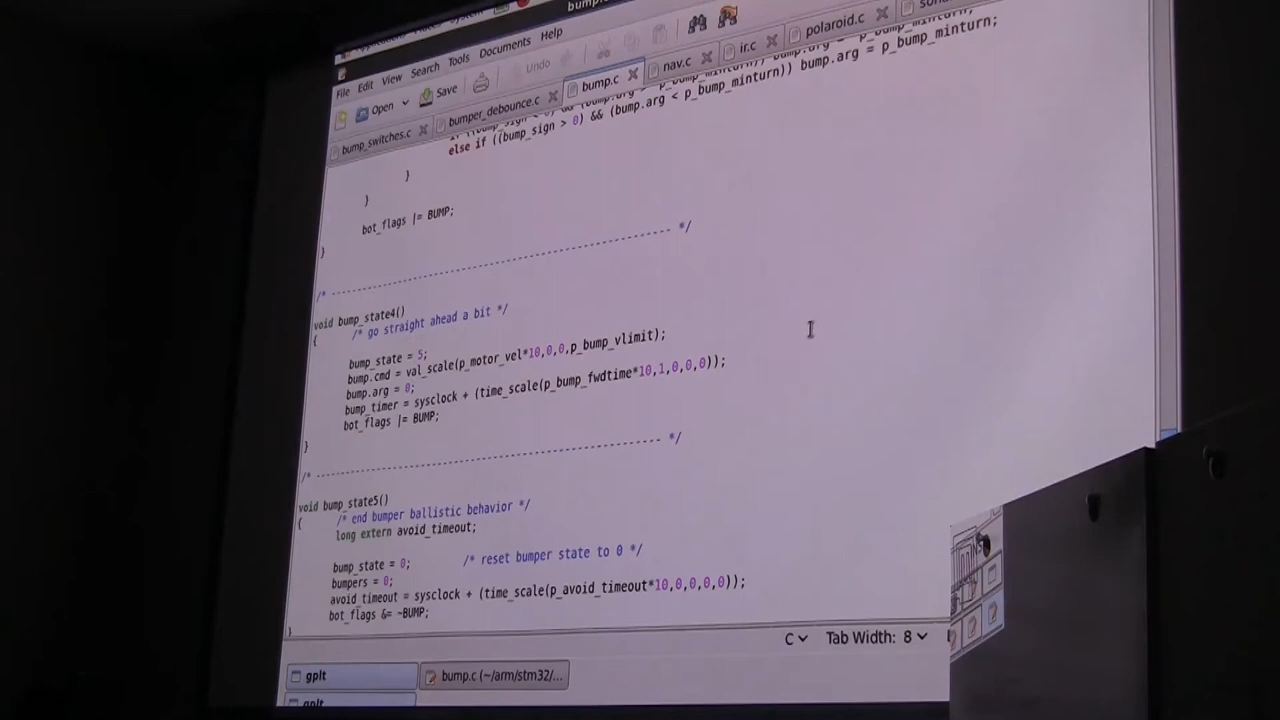 bump.
File Edit View Search Tools Documents Help
Open Save Undo
bump_switches.c bumper_debounce.c bump.c nav.c ir.c polaroid.c
else if ((bump_sign > 0) && (bump.arg < p_bump_minturn)) bump.arg = p_bump_minturn;
}
}
bot_flags |= BUMP;
}
/* ---------------------------------------------------- */
void bump_state4()
{ /* go straight ahead a bit */
bump_state = 5;
bump.cmd = val_scale(p_motor_vel*10,0,0,p_bump_vlimit);
bump.arg = 0;
bump_timer = sysclock + (time_scale(p_bump_fwdtime*10,1,0,0,0));
bot_flags |= BUMP;
}
/* ---------------------------------------------------- */
void bump_state5()
{ /* end bumper ballistic behavior */
long extern avoid_timeout;
bump_state = 0; /* reset bumper state to 0 */
bumpers = 0;
avoid_timeout = sysclock + (time_scale(p_avoid_timeout*10,0,0,0,0));
bot_flags &= ~BUMP;
}
C Tab Width: 8
gplt bump.c (~/arm/stm32/...
gplt